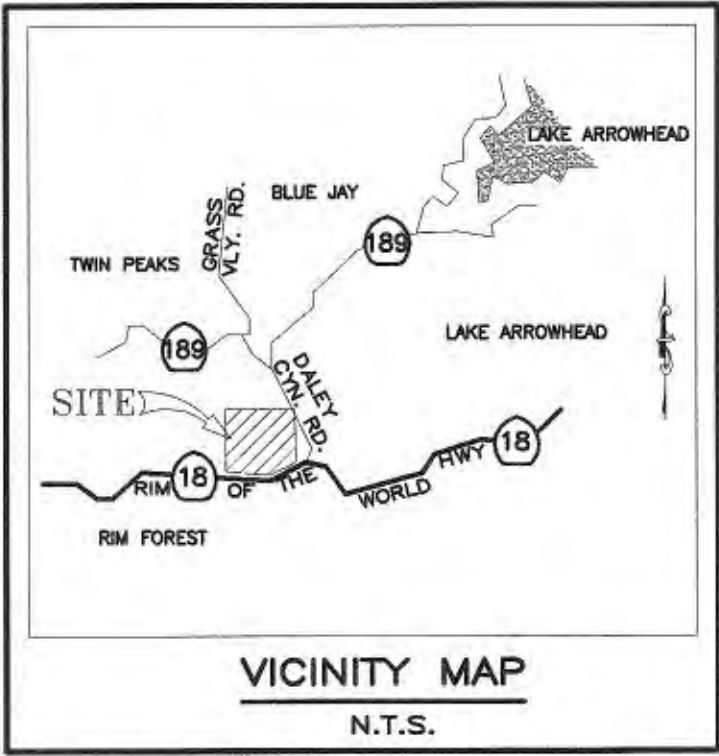 LAKE ARROWHEAD
BLUE JAY
GRASS
VLY. RD.
189
TWIN PEAKS
LAKE ARROWHEAD
189
DALEY
CYN. RD.
SITE
18
RIM 18 OF THE WORLD HWY
RIM FOREST
VICINITY MAP
N.T.S.